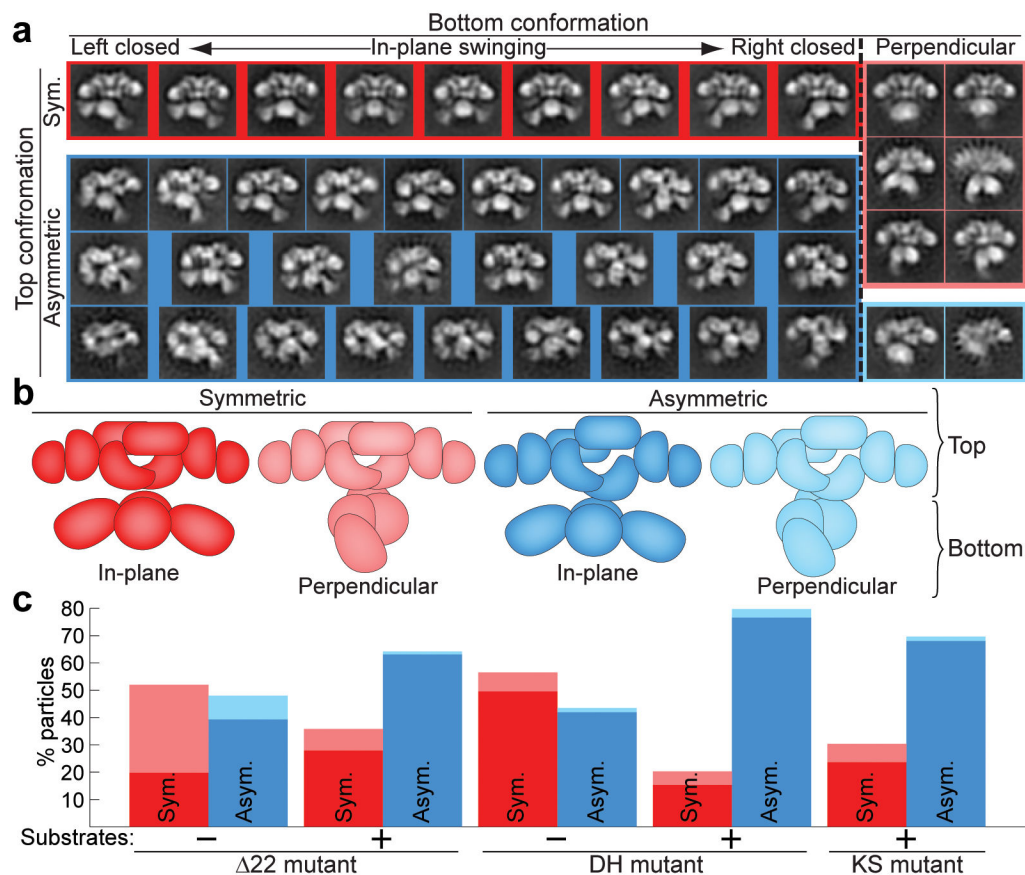 a
Bottom conformation
Left closed In-plane swinging Right closed Perpendicular
Top confromation
Sym.
Asymmetric
b
Symmetric Asymmetric
Top
Bottom
In-plane Perpendicular In-plane Perpendicular
c
% particles
80
70
60
50
40
30
20
10
Sym. Asym. Sym. Asym. Sym. Asym. Sym. Asym. Sym. Asym.
Substrates: − + − + +
Δ22 mutant DH mutant KS mutant